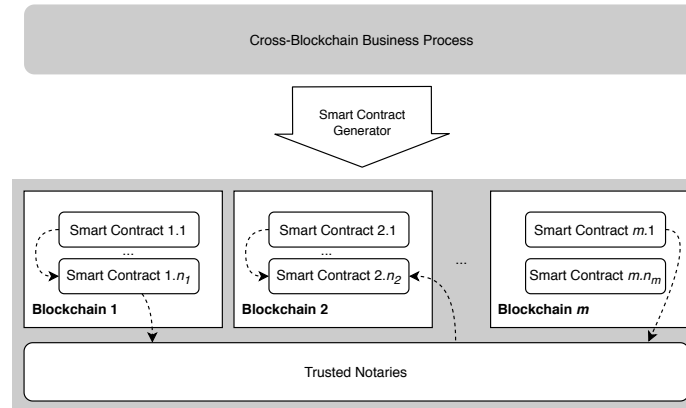 Cross-Blockchain Business Process
Smart Contract
Generator
Smart Contract 1.1
...
Smart Contract 1.n1
Blockchain 1
Smart Contract 2.1
...
Smart Contract 2.n2
Blockchain 2
...
Smart Contract m.1
Smart Contract m.nm
Blockchain m
Trusted Notaries